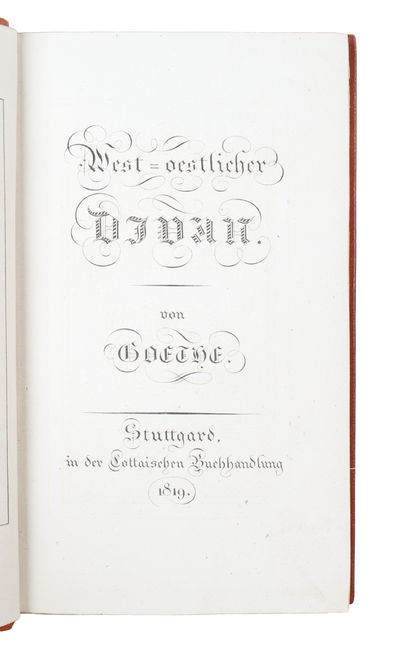 West=oestlicher
DIVAN.
von
GOETHE.
Stuttgard,
in der Cottaischen Buchhandlung
1819.